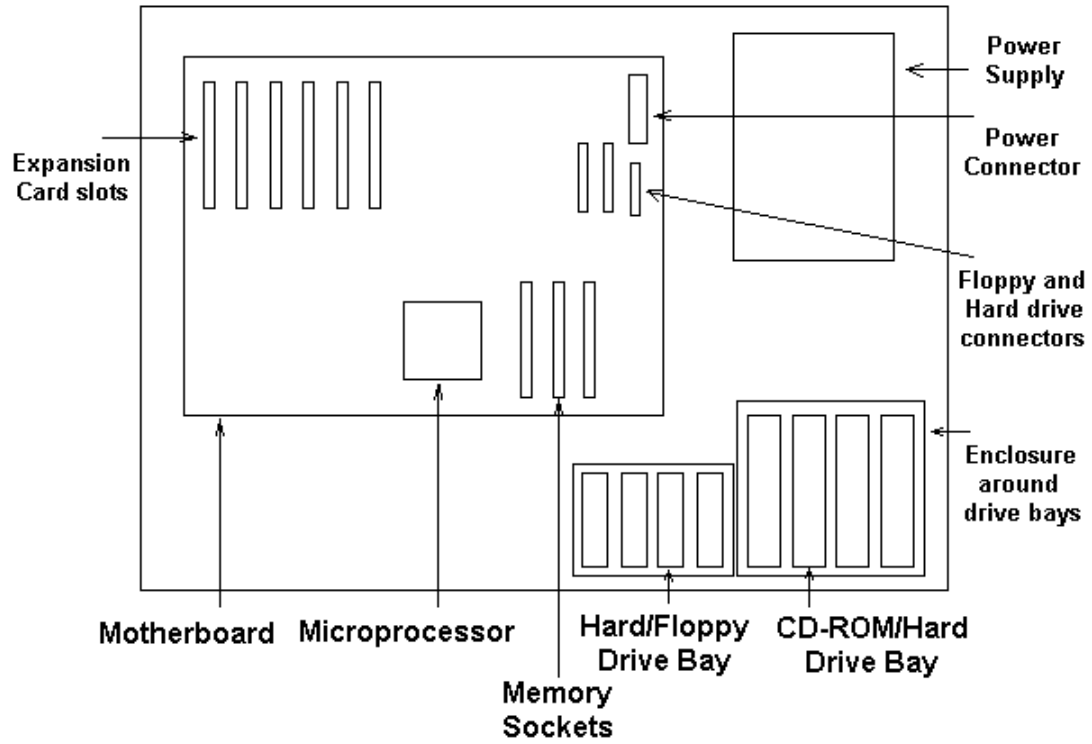 Power
Supply
Expansion
Card slots
Power
Connector
Floppy and
Hard drive
connectors
Enclosure
around
drive bays
Motherboard
Microprocessor
Hard/Floppy
Drive Bay
CD-ROM/Hard
Drive Bay
Memory
Sockets